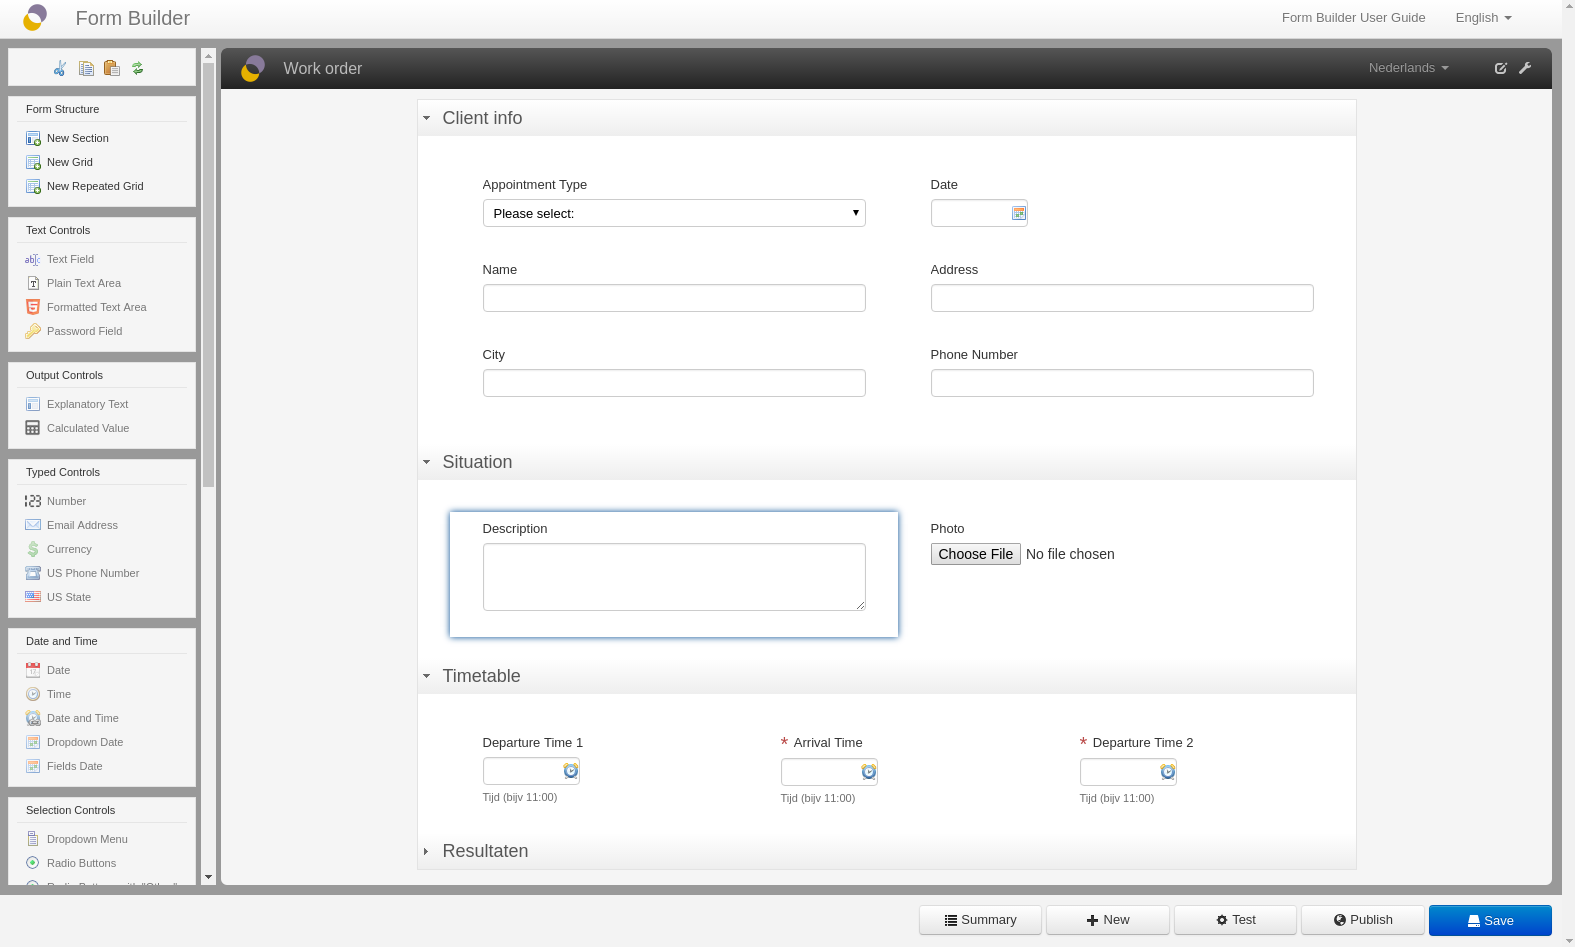 Form Builder
Form Builder User Guide
English
Form Structure
New Section
New Grid
New Repeated Grid
Text Controls
Text Field
Plain Text Area
Formatted Text Area
Password Field
Output Controls
Explanatory Text
Calculated Value
Typed Controls
Number
Email Address
Currency
US Phone Number
US State
Date and Time
Date
Time
Date and Time
Dropdown Date
Fields Date
Selection Controls
Dropdown Menu
Radio Buttons
Work order
Nederlands
Client info
Appointment Type
Date
Please select:
Name
Address
City
Phone Number
Situation
Description
Photo
Choose File No file chosen
Timetable
Departure Time 1
* Arrival Time
* Departure Time 2
Tijd (bijv 11:00)
Tijd (bijv 11:00)
Tijd (bijv 11:00)
Resultaten
Summary
New
Test
Publish
Save